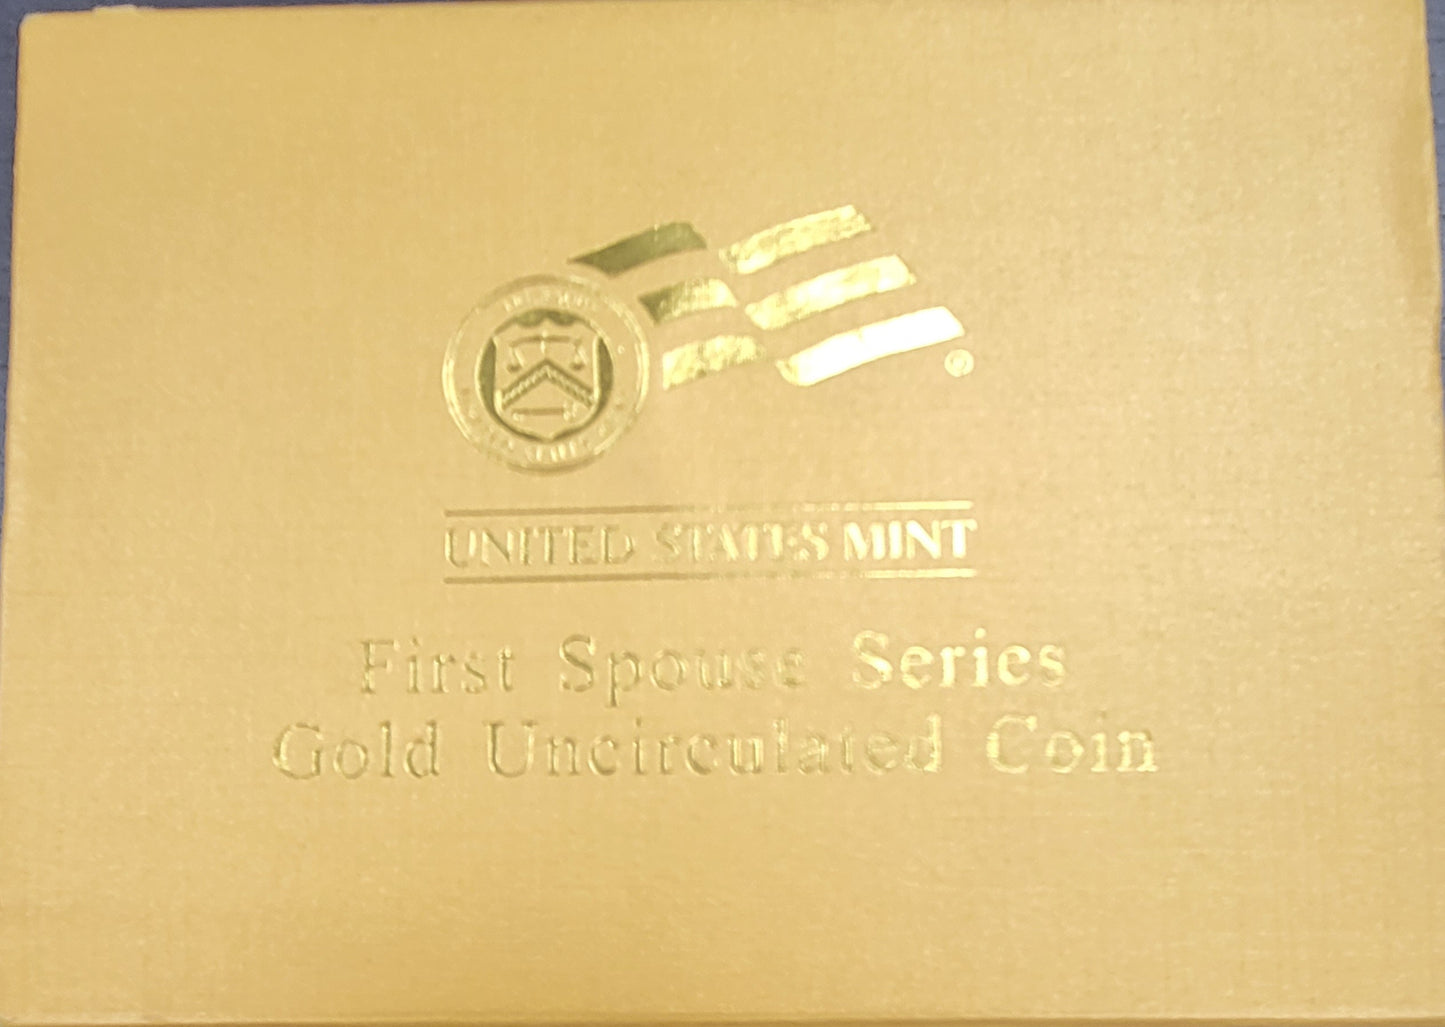 ®
UNITED STATES MINT
First Spouse Series
Gold Uncirculated Coin